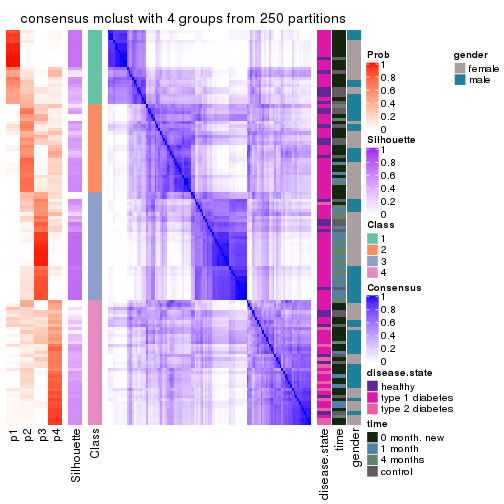 consensus mclust with 4 groups from 250 partitions
Prob
1
0.8
0.6
0.4
0.2
0
gender
female
male
Silhouette
1
0.8
0.6
0.4
0.2
0
Class
1
2
3
4
Consensus
1
0.8
0.6
0.4
0.2
0
disease.state
healthy
type 1 diabetes
type 2 diabetes
time
0 month. new
1 month
4 months
control
p1
p2
p3
p4
Silhouette
Class
disease.state
time
gender